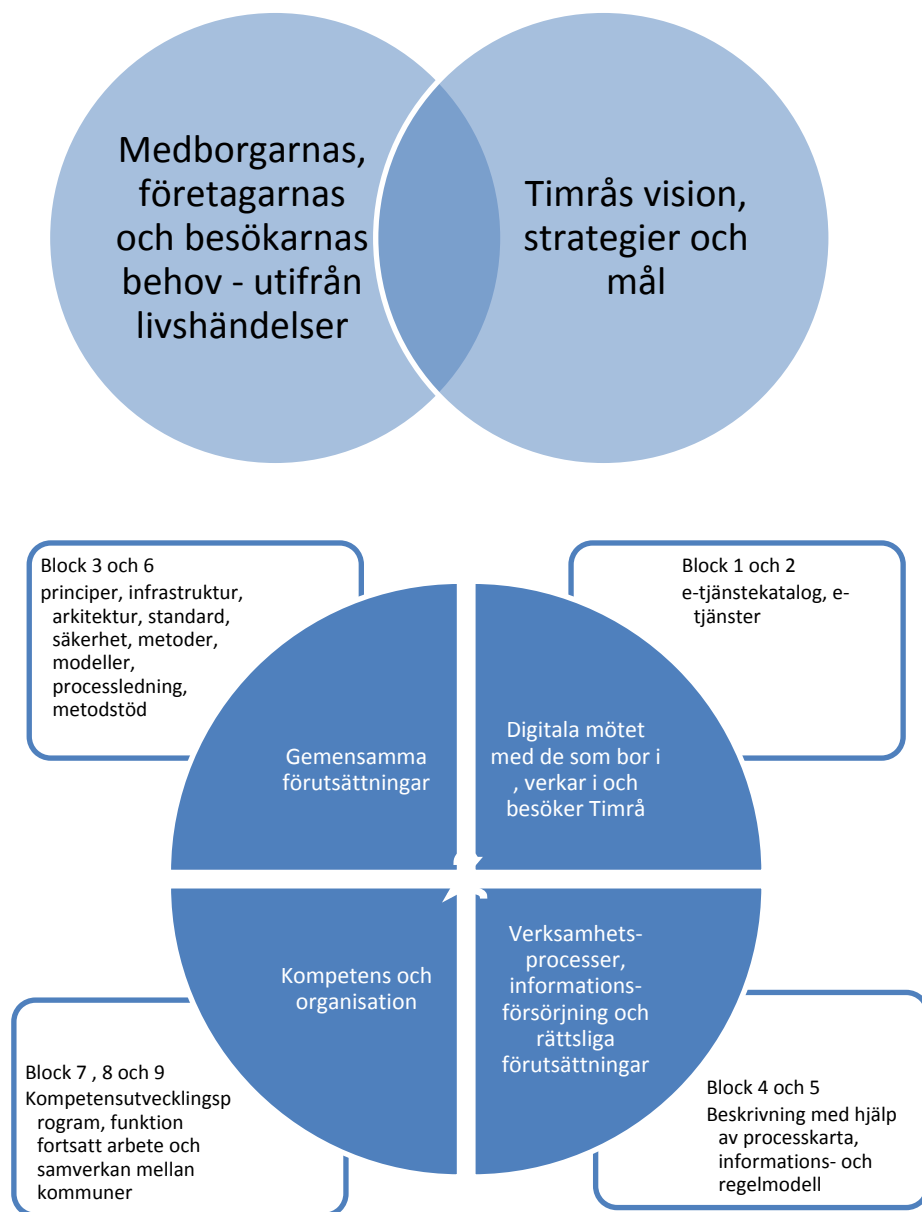 Medborgarnas,
företagarnas
och besökarnas
behov - utifrån
livshändelser
Timrås vision,
strategier och
mål
Block 3 och 6
principer, infrastruktur,
arkitektur, standard,
säkerhet, metoder,
modeller,
processledning,
metodstöd
Block 1 och 2
e-tjänstekatalog, e-
tjänster
Gemensamma
förutsättningar
Digitala mötet
med de som bor i
, verkar i och
besöker Timrå
Kompetens och
organisation
Verksamhets-
processer,
informations-
försörjning och
rättsliga
förutsättningar
Block 7 , 8 och 9
Kompetensutvecklingsp
rogram, funktion
fortsatt arbete och
samverkan mellan
kommuner
Block 4 och 5
Beskrivning med hjälp
av processkarta,
informations- och
regelmodell